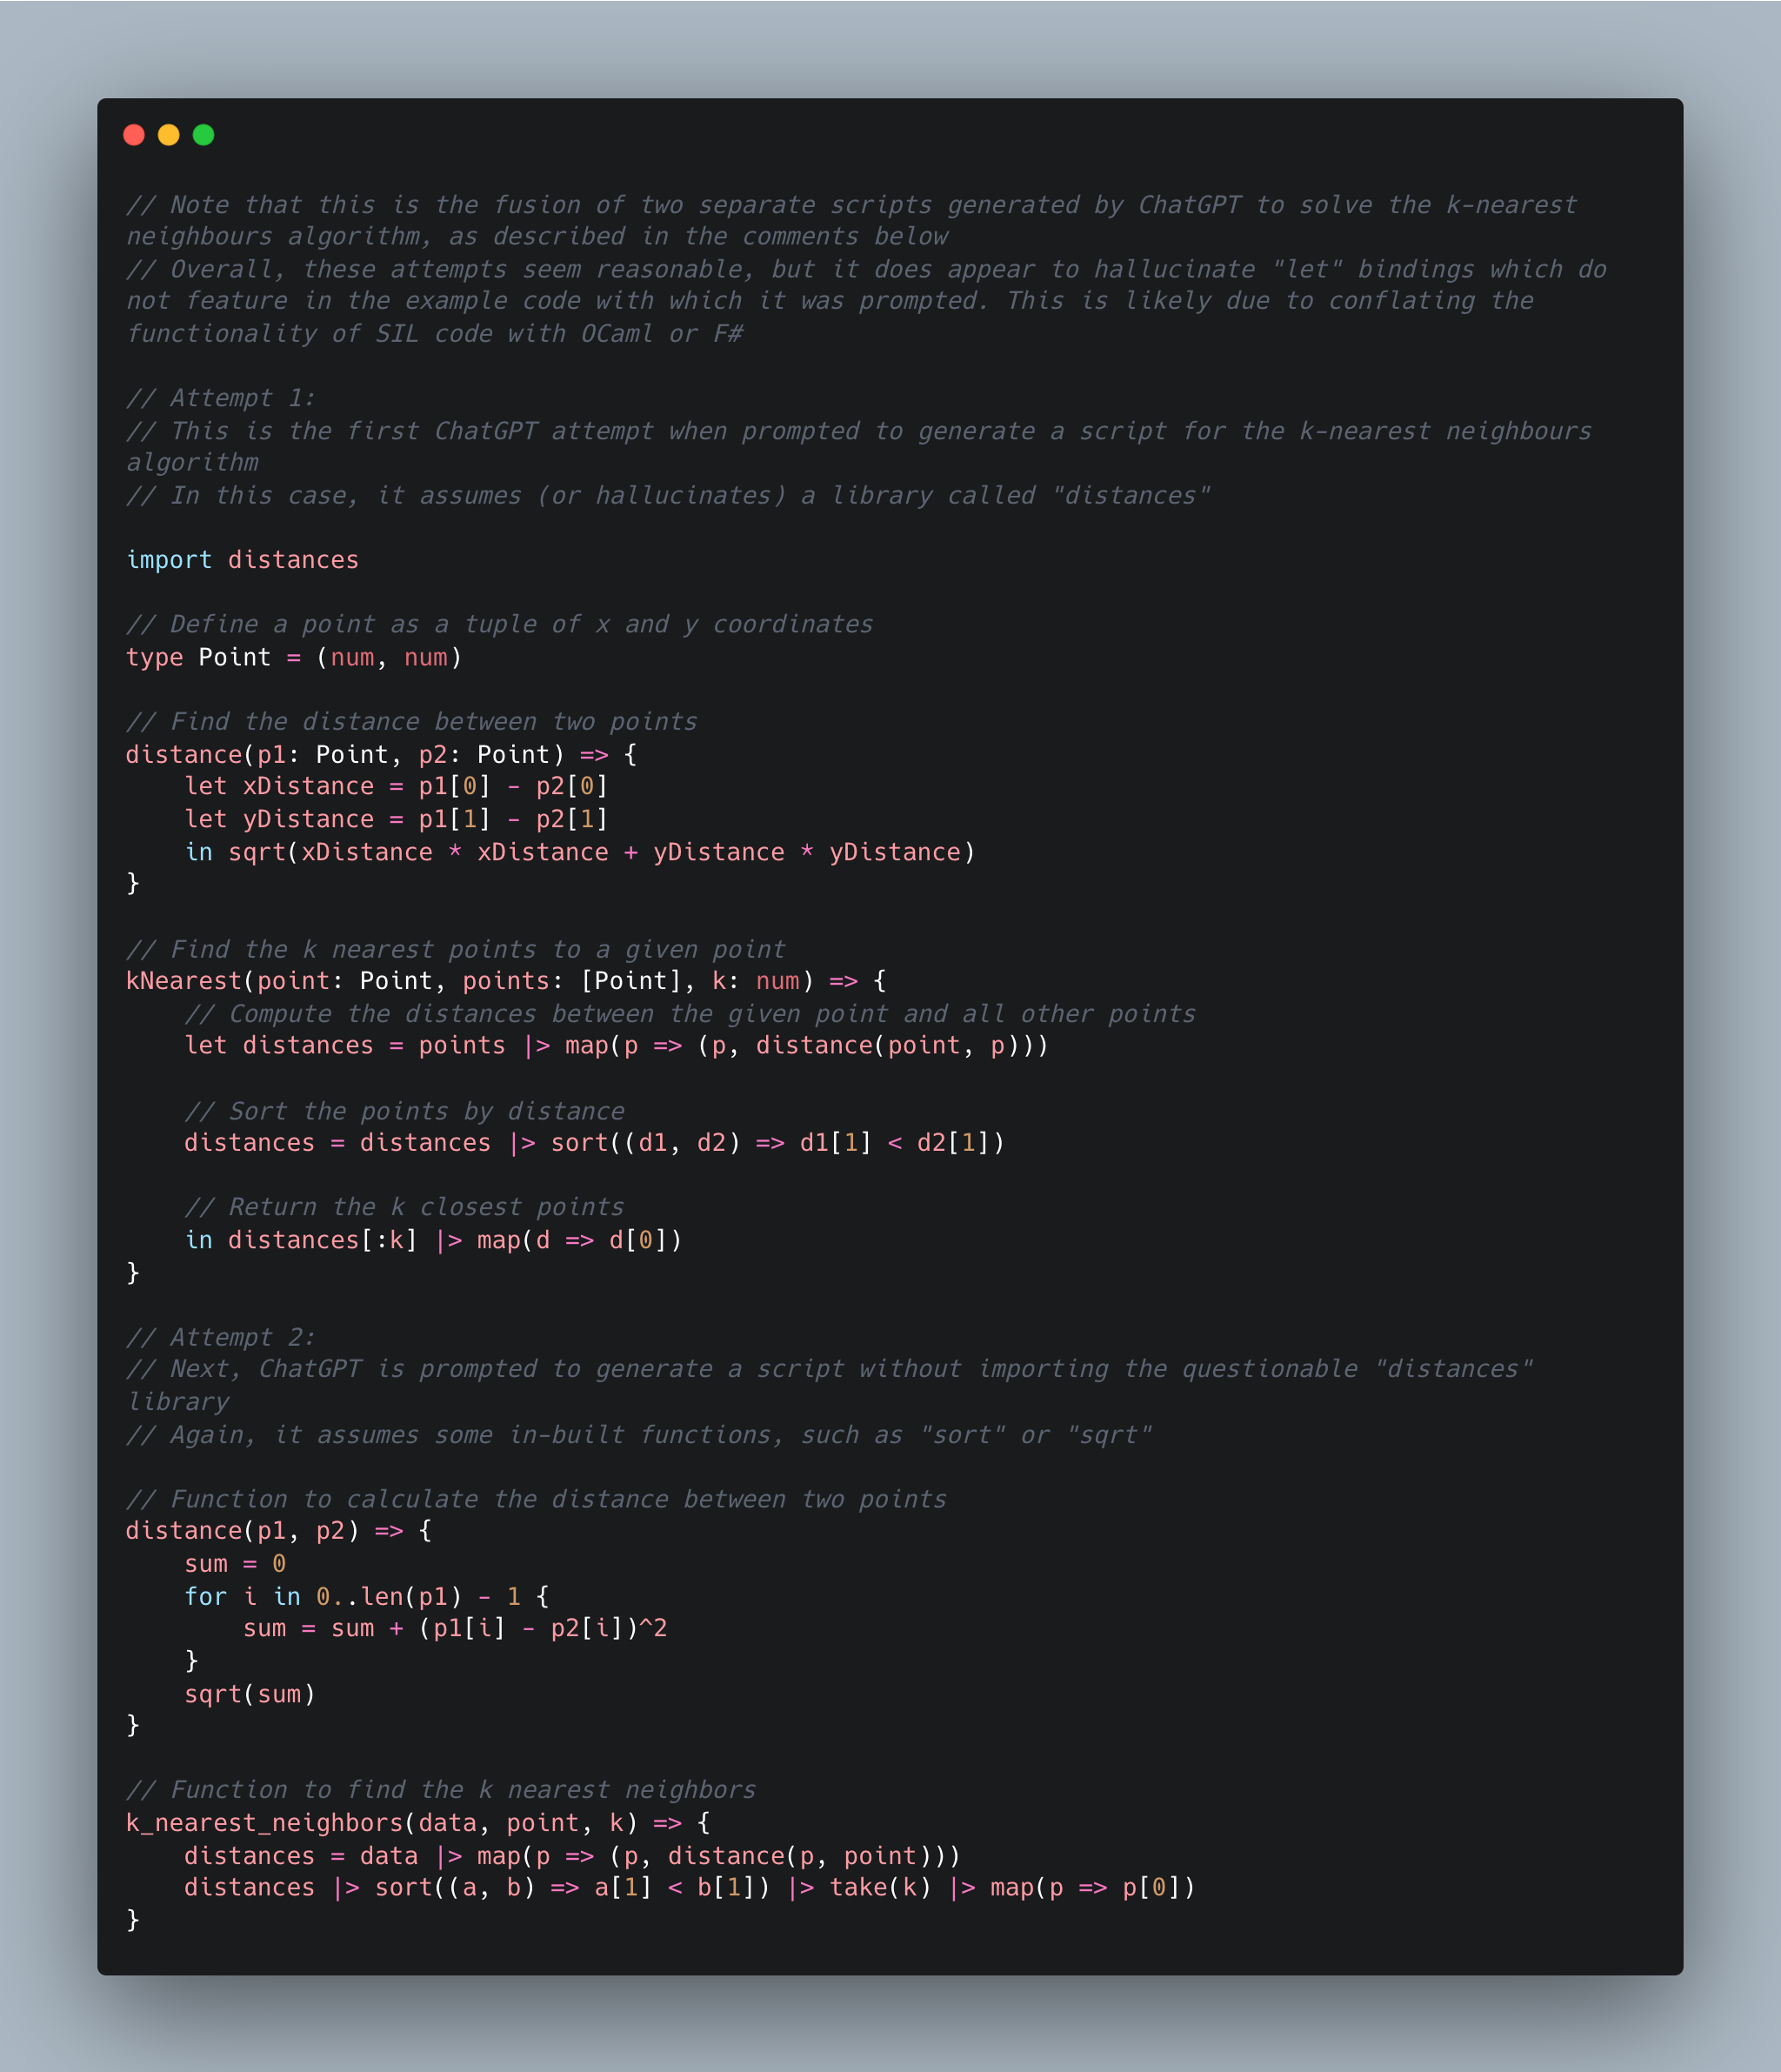 // Note that this is the fusion of two separate scripts generated by ChatGPT to solve the k-nearest
neighbours algorithm, as described in the comments below
// Overall, these attempts seem reasonable, but it does appear to hallucinate "let" bindings which do
not feature in the example code with which it was prompted. This is likely due to conflating the
functionality of SIL code with OCaml or F#

// Attempt 1:
// This is the first ChatGPT attempt when prompted to generate a script for the k-nearest neighbours
algorithm
// In this case, it assumes (or hallucinates) a library called "distances"

import distances

// Define a point as a tuple of x and y coordinates
type Point = (num, num)

// Find the distance between two points
distance(p1: Point, p2: Point) => {
    let xDistance = p1[0] - p2[0]
    let yDistance = p1[1] - p2[1]
    in sqrt(xDistance * xDistance + yDistance * yDistance)
}

// Find the k nearest points to a given point
kNearest(point: Point, points: [Point], k: num) => {
    // Compute the distances between the given point and all other points
    let distances = points |> map(p => (p, distance(point, p)))

    // Sort the points by distance
    distances = distances |> sort((d1, d2) => d1[1] < d2[1])

    // Return the k closest points
    in distances[:k] |> map(d => d[0])
}

// Attempt 2:
// Next, ChatGPT is prompted to generate a script without importing the questionable "distances"
library
// Again, it assumes some in-built functions, such as "sort" or "sqrt"

// Function to calculate the distance between two points
distance(p1, p2) => {
    sum = 0
    for i in 0..len(p1) - 1 {
        sum = sum + (p1[i] - p2[i])^2
    }
    sqrt(sum)
}

// Function to find the k nearest neighbors
k_nearest_neighbors(data, point, k) => {
    distances = data |> map(p => (p, distance(p, point)))
    distances |> sort((a, b) => a[1] < b[1]) |> take(k) |> map(p => p[0])
}